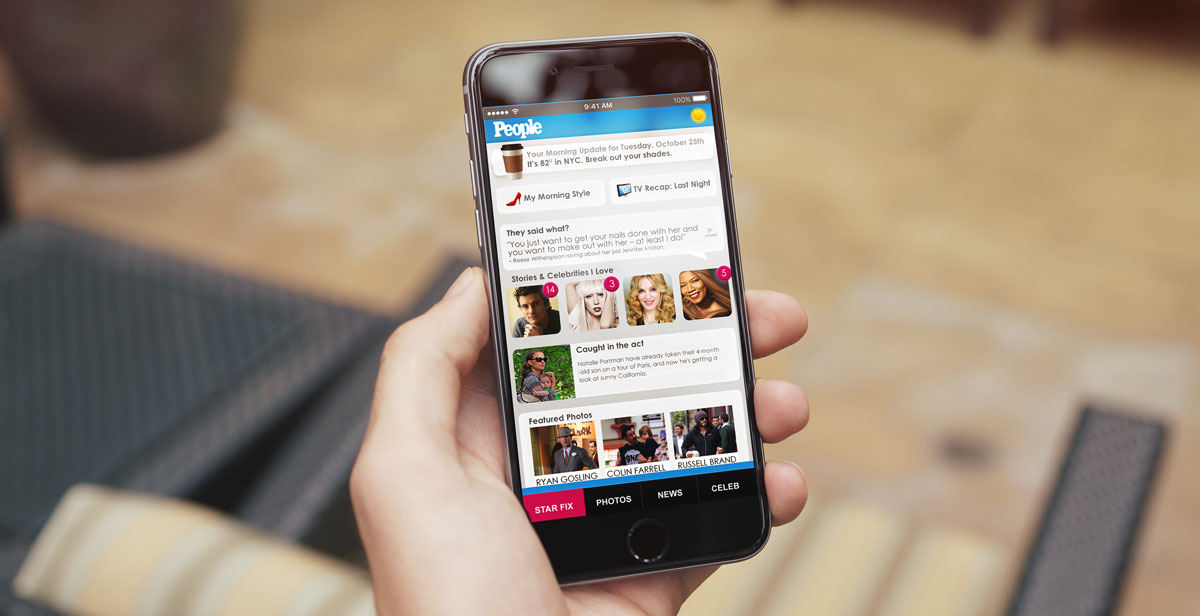 9:41 AM
100%
People
Your Morning Update for Tuesday, October 25th
It's 82° in NYC. Break out your shades.
My Morning Style
TV Recap: Last Night
They said what?
"You just want to get your nails done with her and
you want to make out with her – at least I do!"
– Reese Witherspoon raving about her pal Jennifer Aniston.
Stories & Celebrities I Love
14
3
5
Caught in the act
Natalie Portman have already taken their 4-month
-old son on a tour of Paris, and now he's getting a
look at sunny California.
Featured Photos
RYAN GOSLING
COLIN FARRELL
RUSSELL BRAND
STAR FIX
PHOTOS
NEWS
CELEB